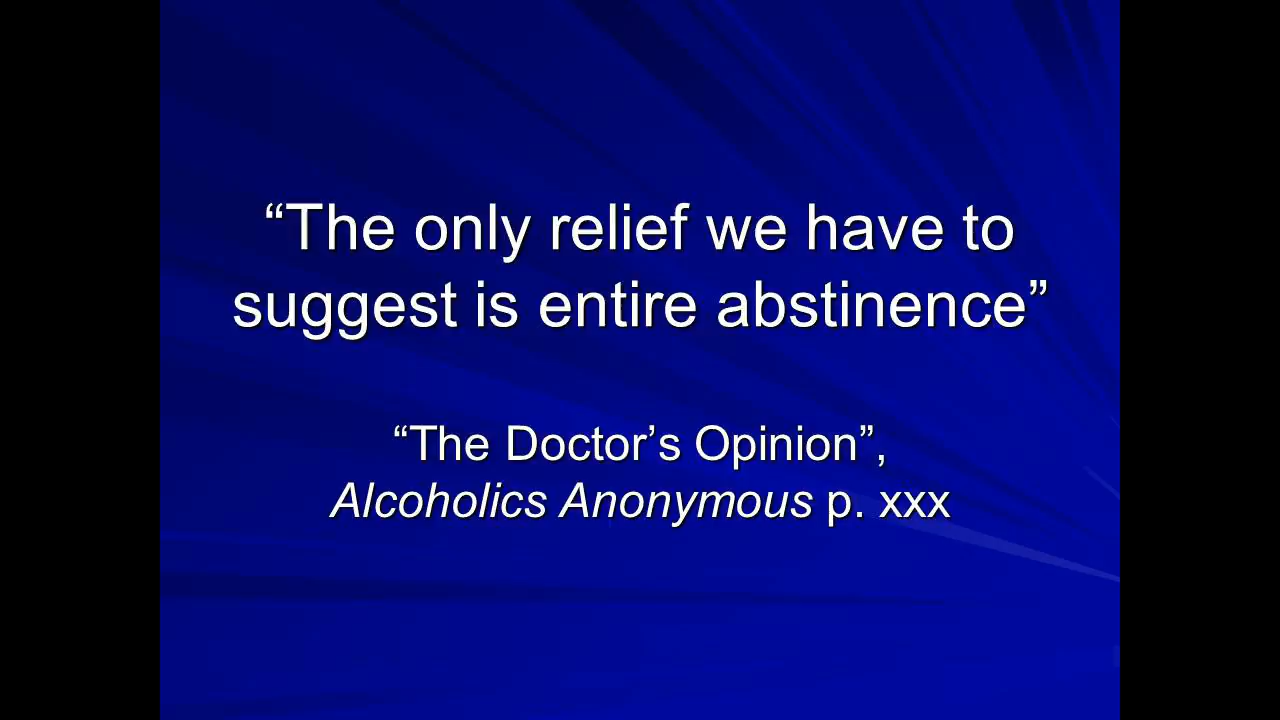 “The only relief we have to
suggest is entire abstinence”
“The Doctor’s Opinion”,
Alcoholics Anonymous p. xxx